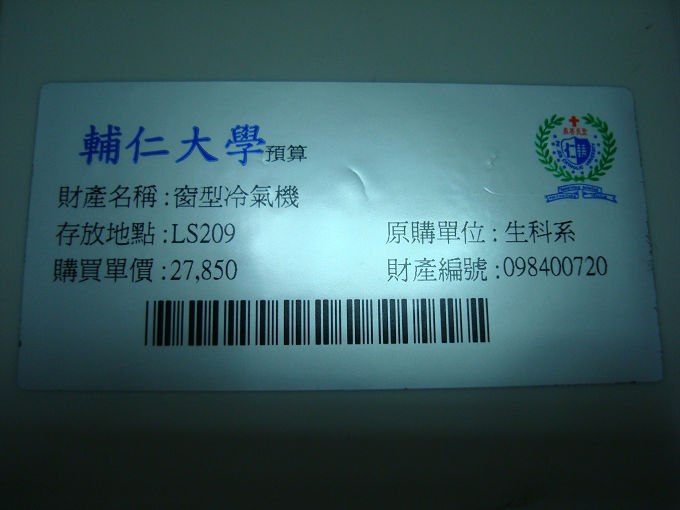 輔仁大學預算
財產名稱:窗型冷氣機
存放地點:LS209 原購單位:生科系
購買單價:27,850 財產編號:098400720